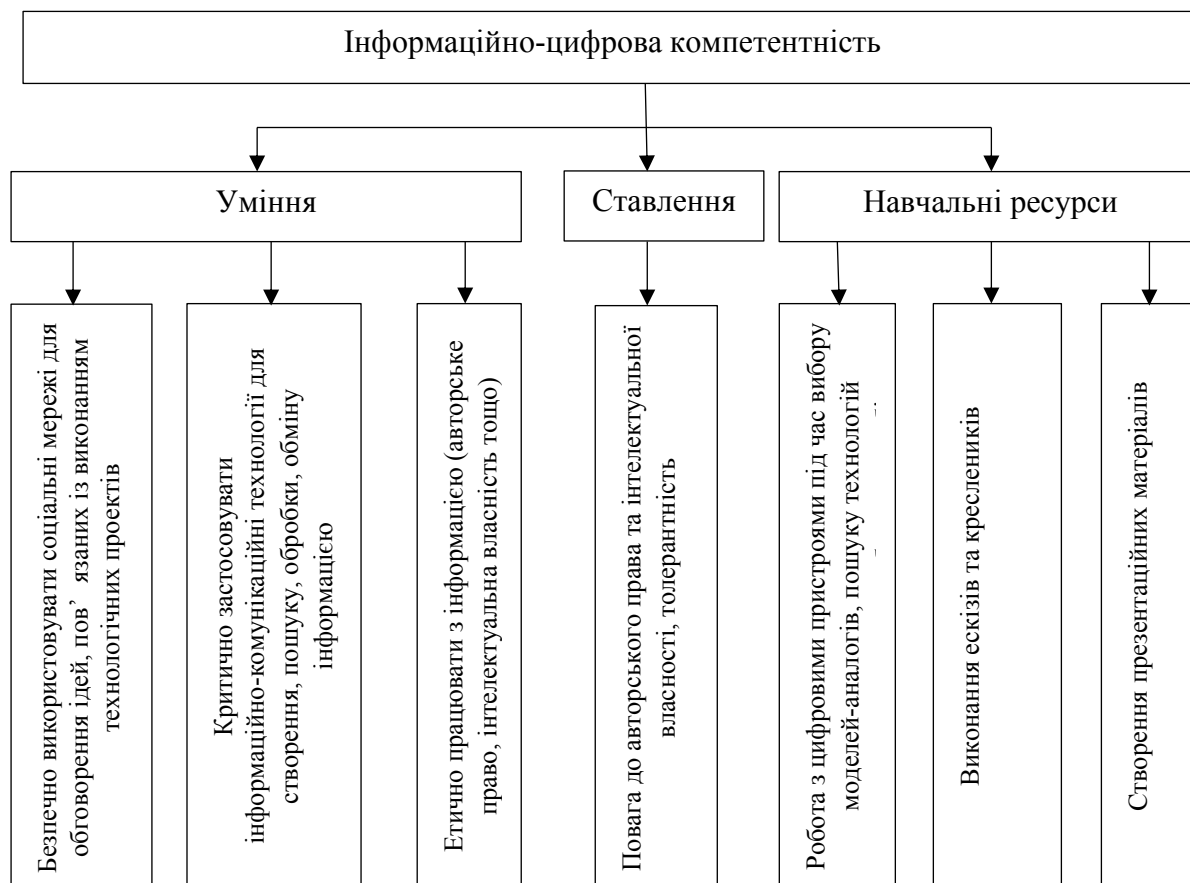 Інформаційно-цифрова компетентність
Уміння
Ставлення
Навчальні ресурси
Безпечно використовувати соціальні мережі для
обговорення ідей, пов’ язаних із виконанням
технологічних проектів
Критично застосовувати
інформаційно-комунікаційні технології для
створення, пошуку, обробки, обміну
інформацією
Етично працювати з інформацією (авторське
право, інтелектуальна власність тощо)
Повага до авторського права та інтелектуальної
власності, толерантність
Робота з цифровими пристроями під час вибору
моделей-аналогів, пошуку технологій
Виконання ескізів та креслеників
Створення презентаційних матеріалів